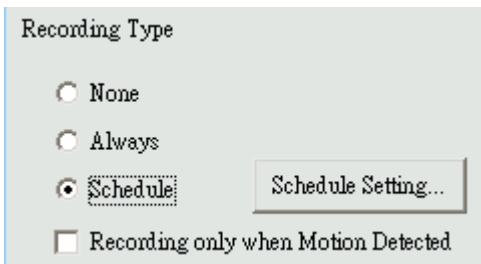 Recording Type
None
Always
Schedule
Schedule Setting...
Recording only when Motion Detected